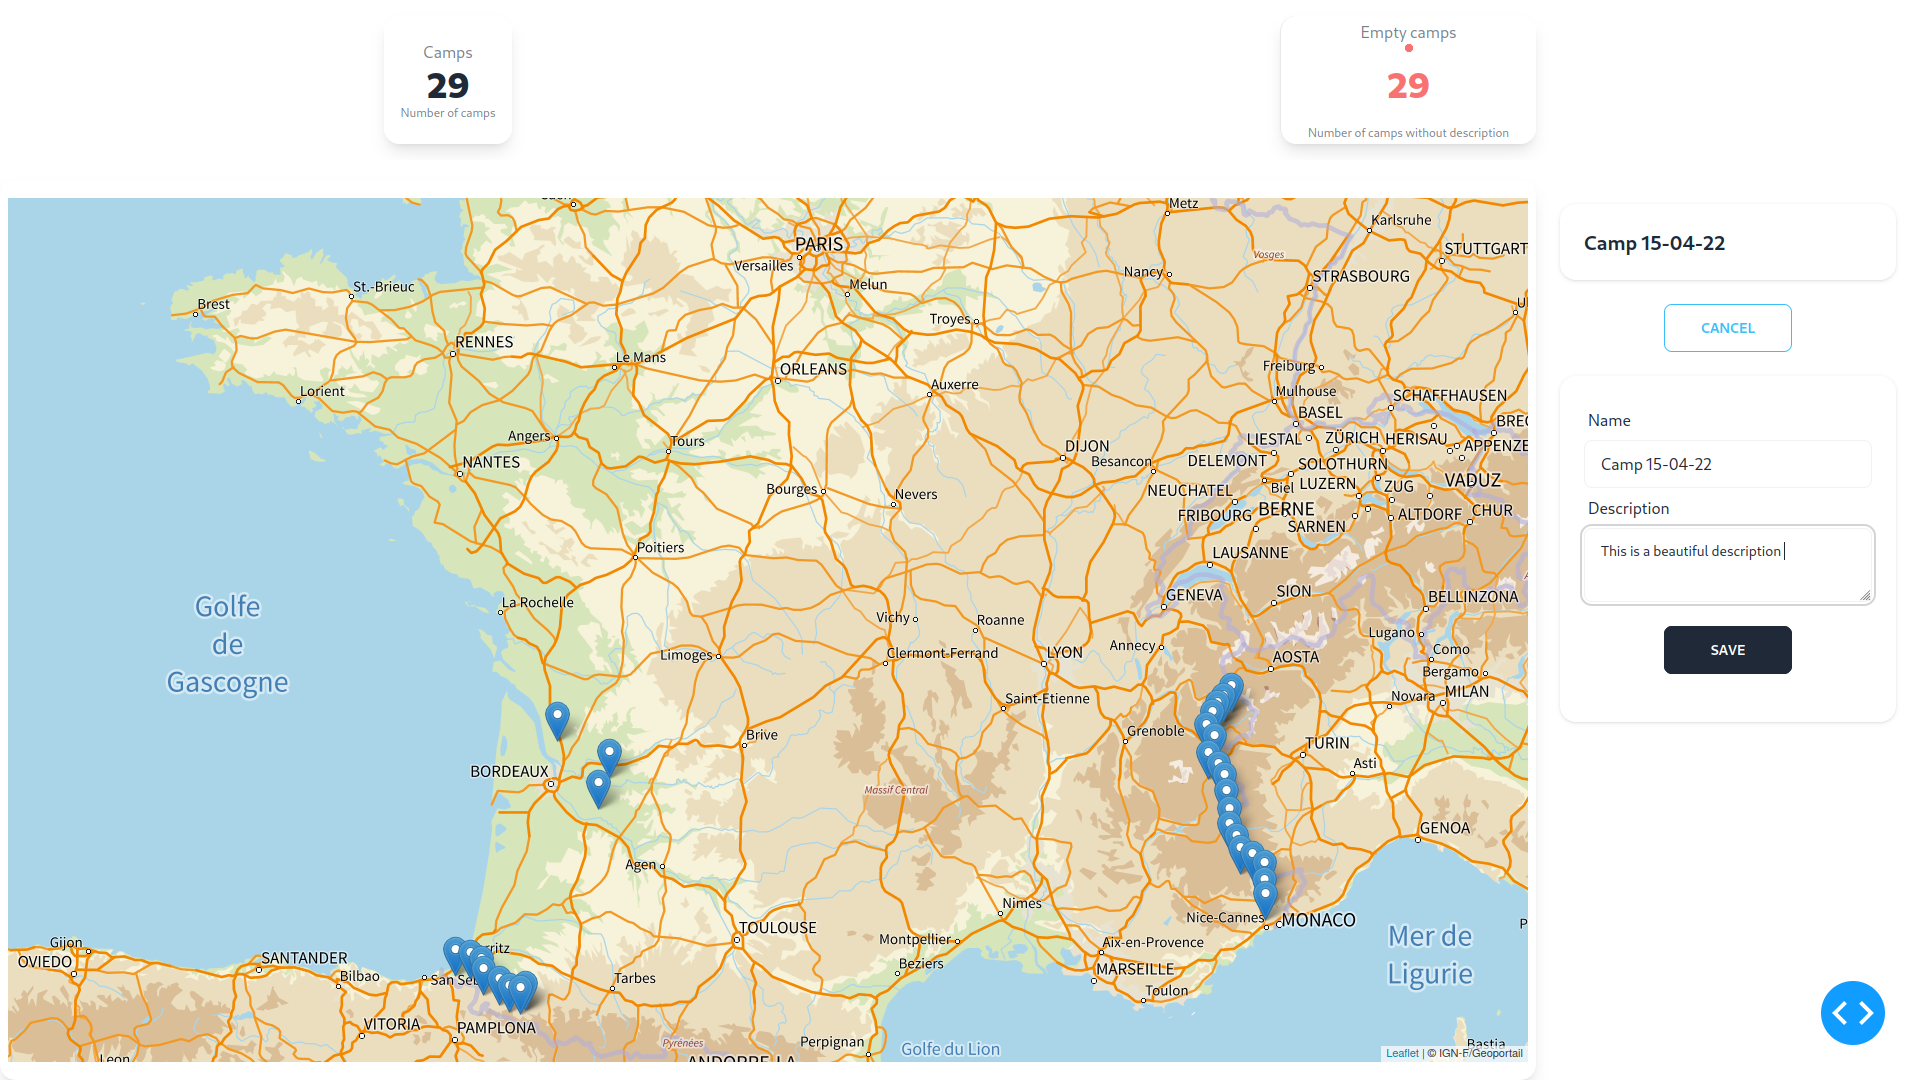 Camps
29
Number of camps
Empty camps
29
Number of camps without description
Metz
Karlsruhe
PARIS
STUTTGART
Versailles
Nancy
Vosges
STRASBOURG
St.-Brieuc
Melun
Brest
Troyes
RENNES
Le Mans
ORLEANS
Freiburg
Auxerre
Mulhouse
Lorient
SCHAFFHAUSEN
BASEL
Angers
Tours
LIESTAL
ZÜRICH
HERISAU
APPENZE
DIJON
Besancon
DELEMONT
SOLOTHURN
NANTES
Bourges
Nevers
NEUCHATEL
Biel
LUZERN
ZUG
VADUZ
FRIBOURG
BERNE
SARNEN
ALTDORF
CHUR
Poitiers
LAUSANNE
Golfe
de
Gascogne
La Rochelle
GENEVA
SION
BELLINZONA
Vichy
Roanne
Lugano
Limoges
Clermont-Ferrand
LYON
Annecy
AOSTA
Como
Bergamo
Saint-Etienne
Novara
MILAN
Brive
Grenoble
TURIN
BORDEAUX
Asti
Massif Central
GENOA
Agen
Nimes
TOULOUSE
Nice-Cannes
MONACO
Montpellier
Aix-en-Provence
Mer de
Ligurie
Gijon
OVIEDO
SANTANDER
Bilbao
rritz
San Se
Tarbes
Beziers
MARSEILLE
Toulon
VITORIA
PAMPLONA
Pyrénées
Perpignan
Golfe du Lion
Bastia
Leon
ANDORRE-LA
Leaflet | © IGN-F/Geoportail
Camp 15-04-22
CANCEL
Name
Camp 15-04-22
Description
This is a beautiful description
SAVE